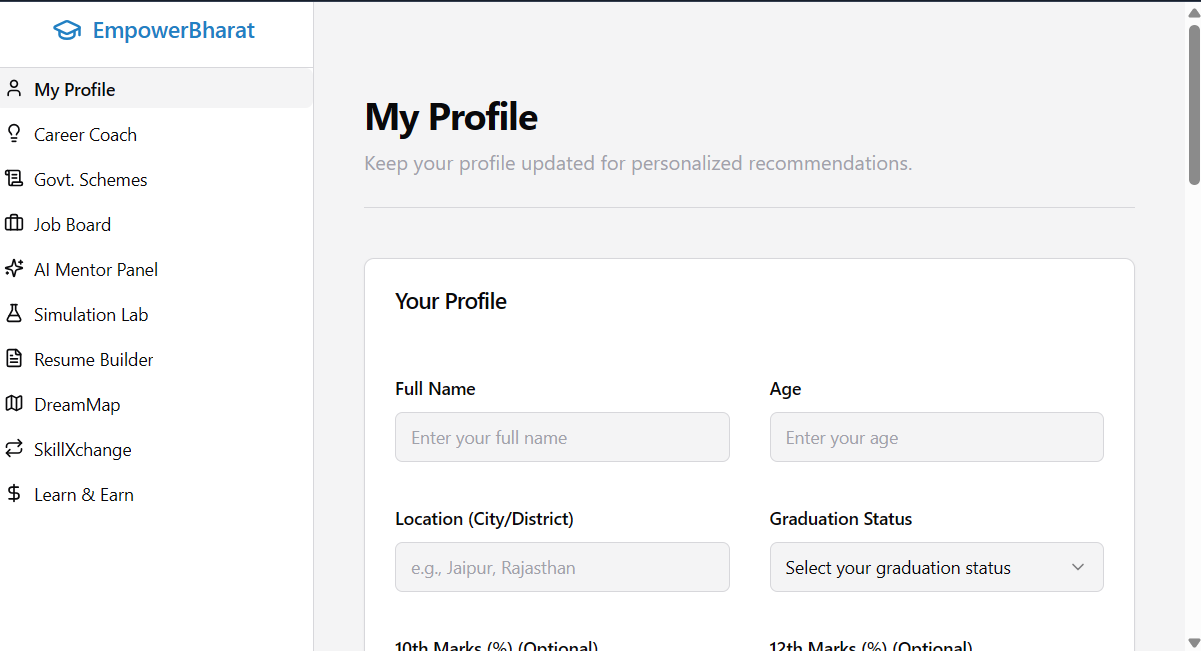 EmpowerBharat
My Profile
Career Coach
Govt. Schemes
Job Board
AI Mentor Panel
Simulation Lab
Resume Builder
DreamMap
SkillXchange
Learn & Earn
My Profile
Keep your profile updated for personalized recommendations.
Your Profile
Full Name
Enter your full name
Age
Enter your age
Location (City/District)
e.g., Jaipur, Rajasthan
Graduation Status
Select your graduation status
10th Marks (%) (Optional)
12th Marks (%) (Optional)